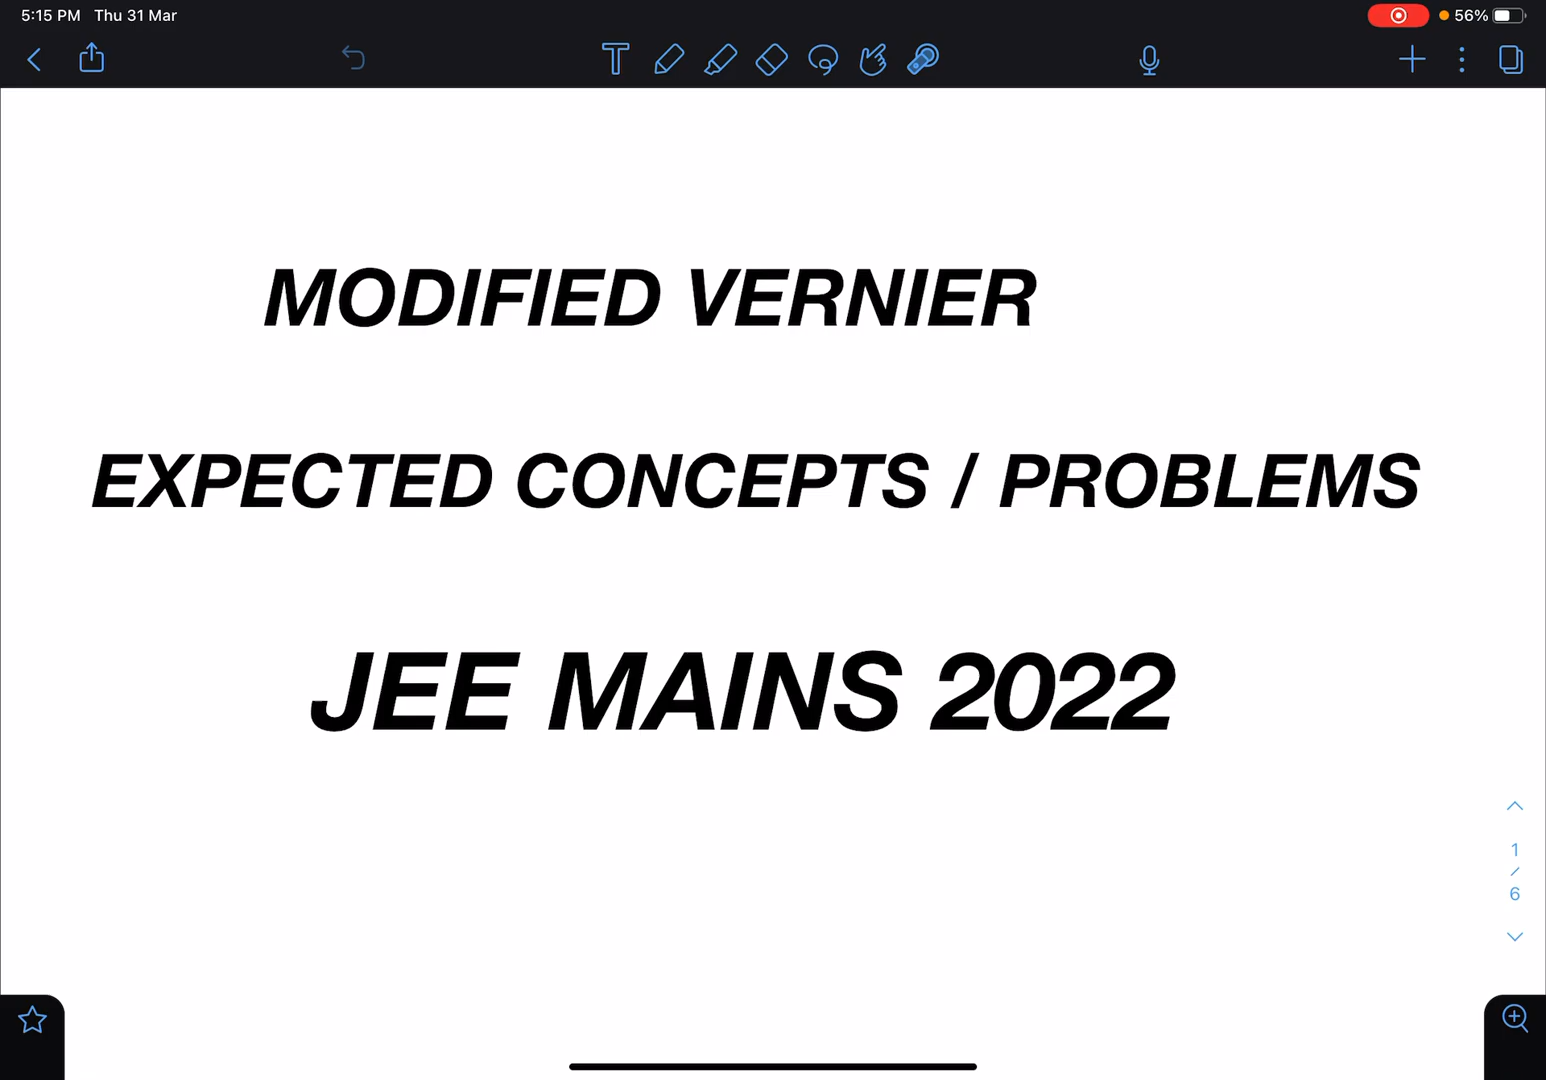 5:15 PM Thu 31 Mar
56%
MODIFIED VERNIER
EXPECTED CONCEPTS / PROBLEMS
JEE MAINS 2022
1
/
6